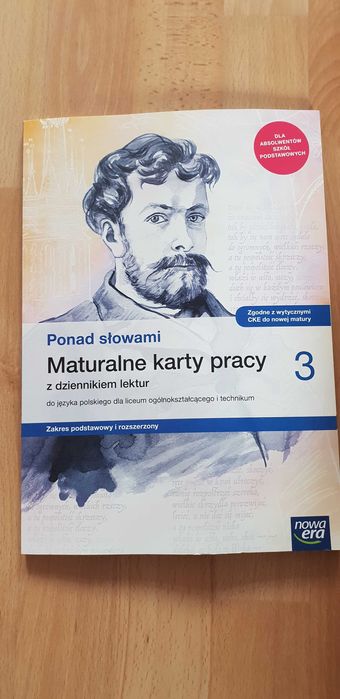 DLA
ABSOLWENTÓW
SZKÓŁ
PODSTAWOWYCH
Zgodne z wytycznymi
CKE do nowej matury
Ponad słowami
Maturalne karty pracy 3
z dziennikiem lektur
do języka polskiego dla liceum ogólnokształcącego i technikum
Zakres podstawowy i rozszerzony
nowa
era